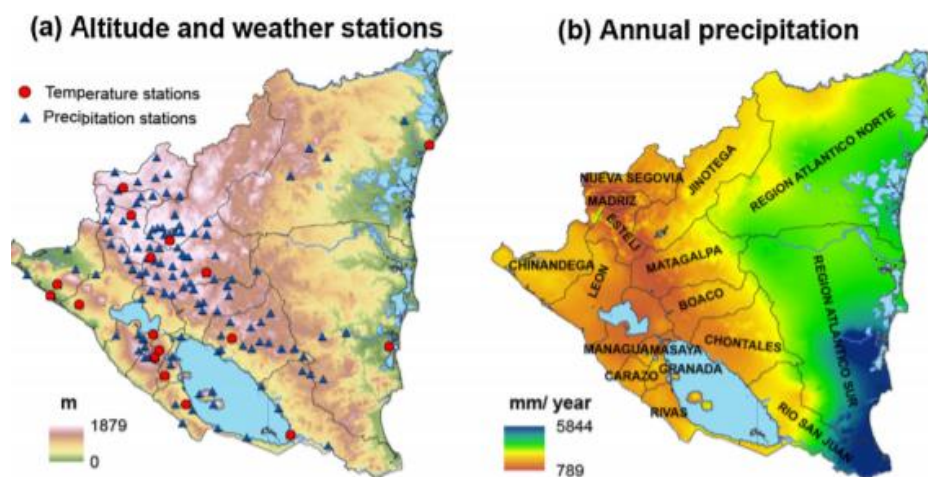 (a) Altitude and weather stations
Temperature stations
Precipitation stations
m
1879
0
(b) Annual precipitation
NUEVA SEGOVIA
JINOTEGA
REGION ATLANTICO NORTE
MADRIZ
ESTELI
CHINANDEGA
LEON
MATAGALPA
BOACO
REGION ATLANTICO SUR
CHONTALES
MANAGUA
MASAYA
GRANADA
CARAZO
RIVAS
RIO SAN JUAN
mm/ year
5844
789